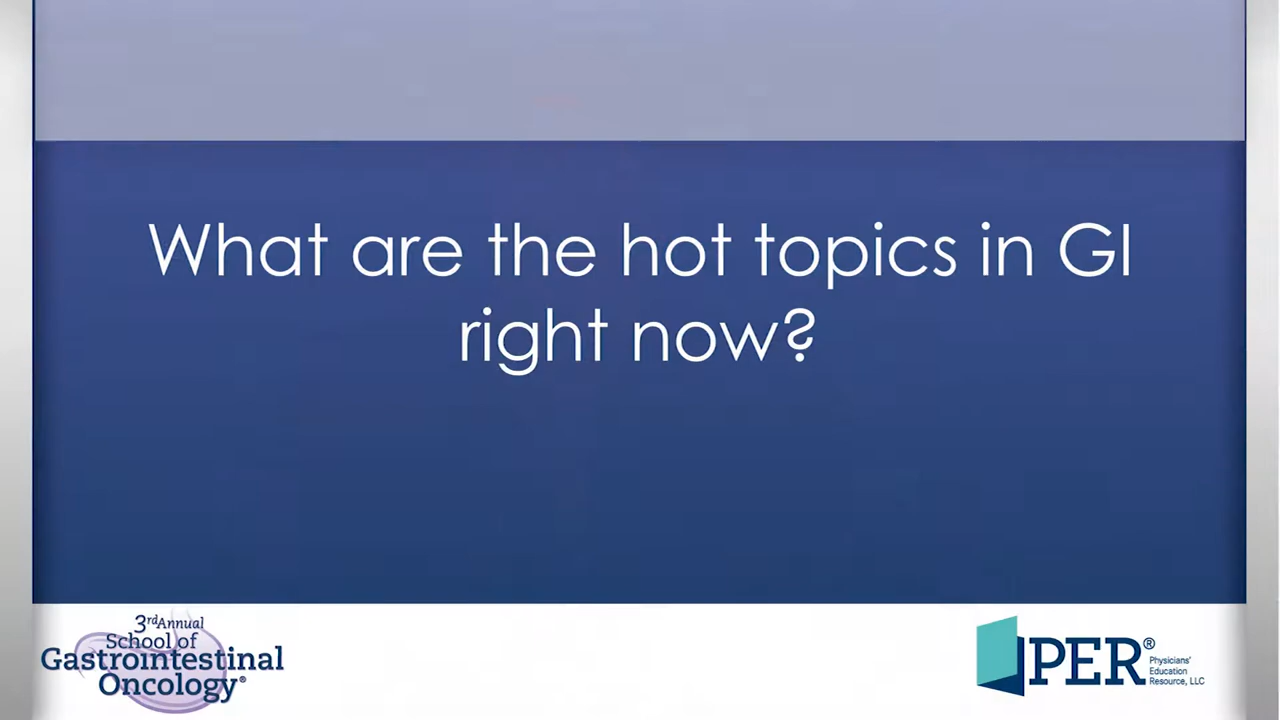 What are the hot topics in GI
right now?
3rd Annual
School of
Gastrointestinal
Oncology®
PER®
Physicians'
Education
Resource, LLC